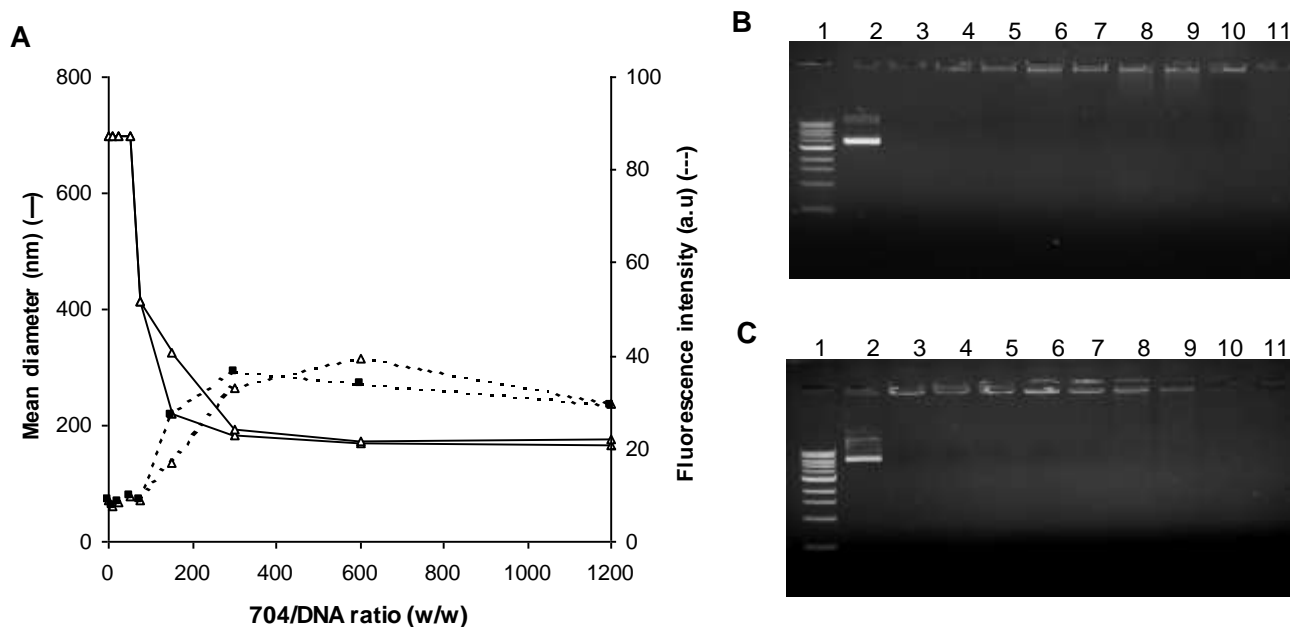 A
Mean diameter (nm) (—)
800
600
400
200
0
0 200 400 600 800 1000 1200
704/DNA ratio (w/w)
100
80
60
40
20
0
Fluorescence intensity (a.u) (---)
B
1 2 3 4 5 6 7 8 9 10 11
C
1 2 3 4 5 6 7 8 9 10 11